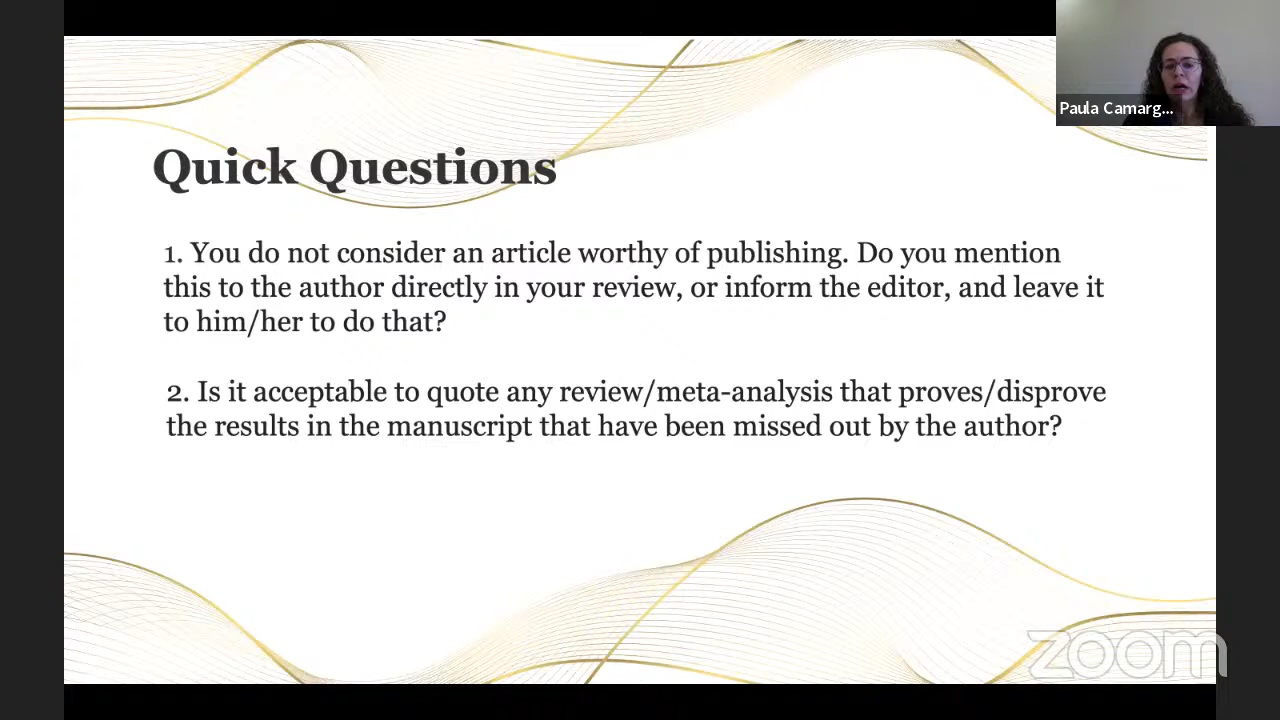 Paula Camarg...
Quick Questions
1. You do not consider an article worthy of publishing. Do you mention
this to the author directly in your review, or inform the editor, and leave it
to him/her to do that?
2. Is it acceptable to quote any review/meta-analysis that proves/disprove
the results in the manuscript that have been missed out by the author?
zoom